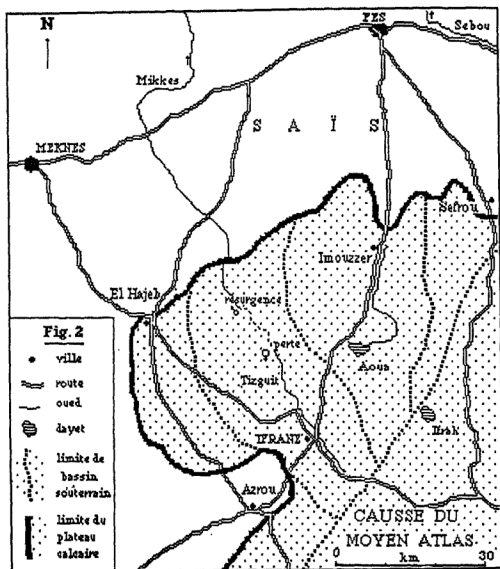 N
FES
Sebou
Mikkes
S A Ï S
MEKNES
Sefrou
Imouzzer
El Hajeb
résurgence
perte
Tizguit
Aoua
Ifrah
IFRANE
Azrou
CAUSSE DU
MOYEN ATLAS
0 km 30
Fig. 2
ville
route
oued
dayet
limite de
bassin
souterrain
limite du
plateau
calcaire